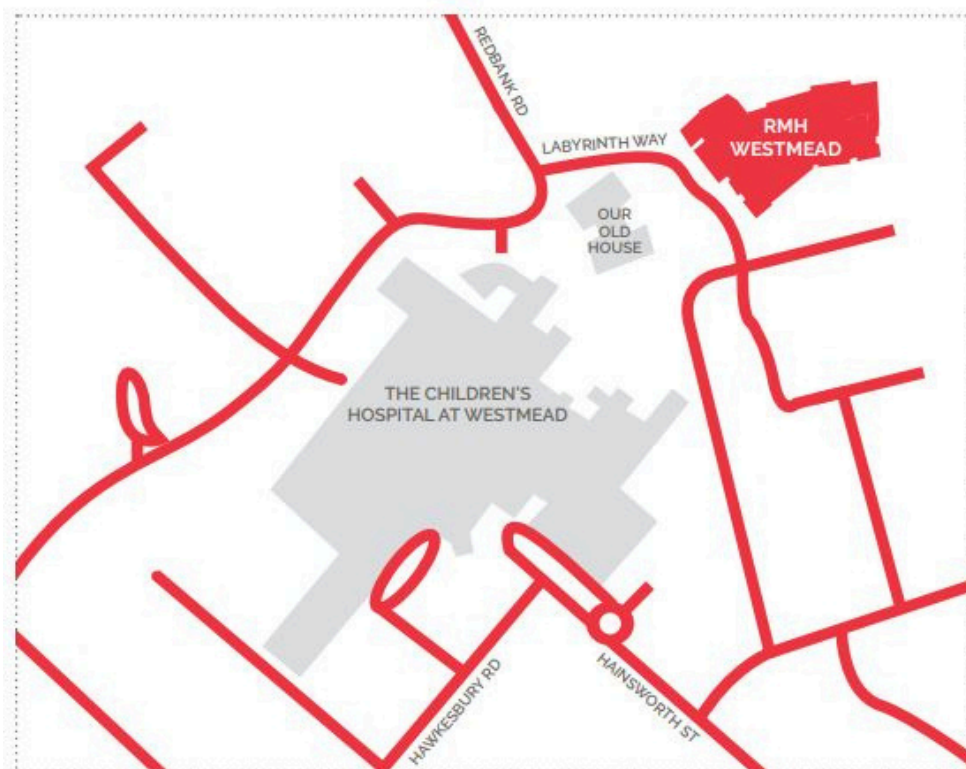 REDBANK RD
LABYRINTH WAY
RMH
WESTMEAD
OUR
OLD
HOUSE
THE CHILDREN'S
HOSPITAL AT WESTMEAD
HAWKESBURY RD
HAINSWORTH ST